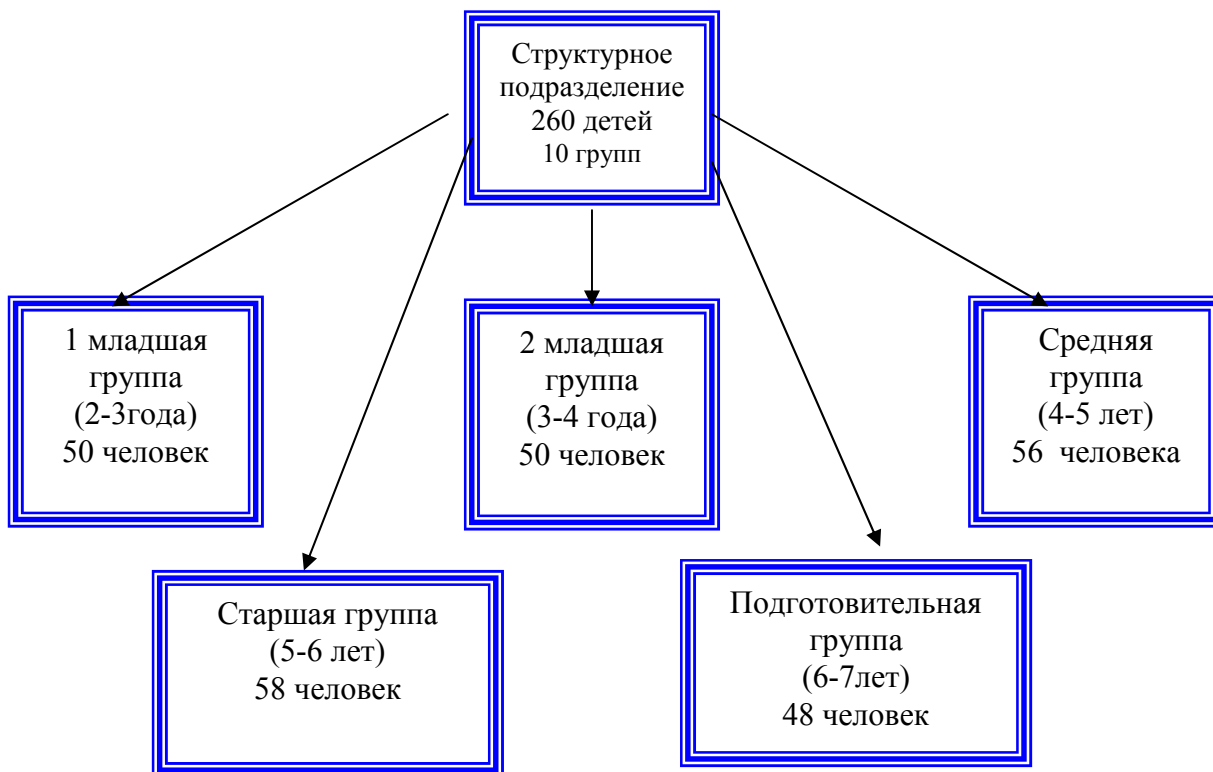 Структурное
подразделение
260 детей
10 групп
1 младшая
группа
(2-3года)
50 человек
2 младшая
группа
(3-4 года)
50 человек
Средняя
группа
(4-5 лет)
56  человека
Старшая группа
(5-6 лет)
58 человек
Подготовительная
группа
(6-7лет)
48 человек